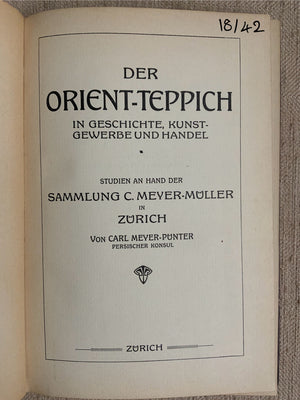 18/42
DER
ORIENT-TEPPICH
IN GESCHICHTE, KUNST-
GEWERBE UND HANDEL
STUDIEN AN HAND DER
SAMMLUNG C. MEYER-MÜLLER
IN
ZÜRICH
VON CARL MEYER-PÜNTER
PERSISCHER KONSUL
ZÜRICH